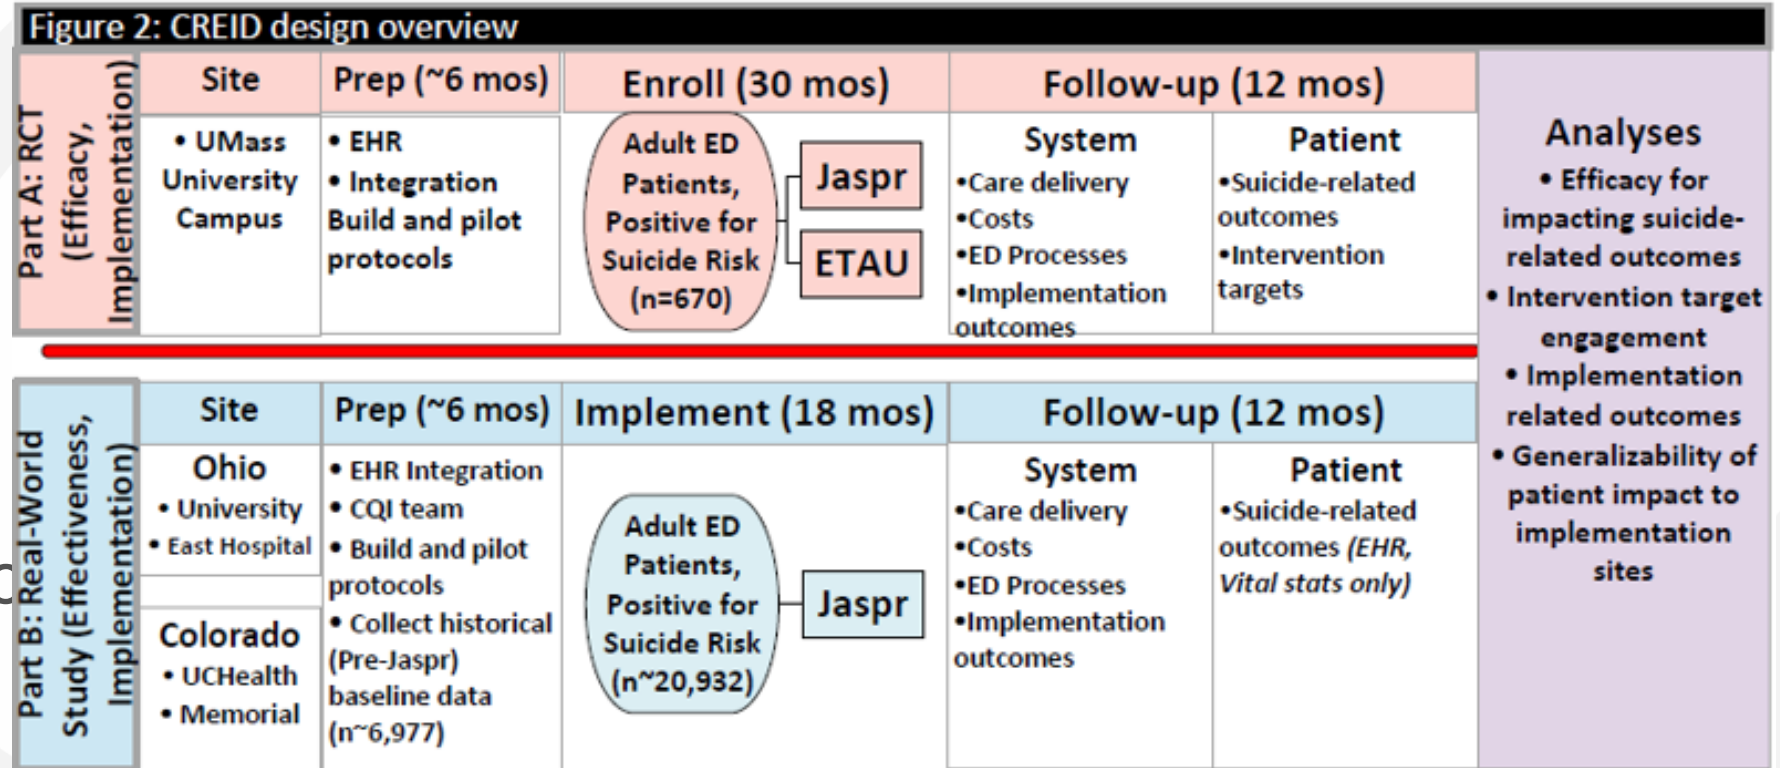 Figure 2: CREID design overview
Part A: RCT
(Efficacy,
Implementation)
Site
• UMass
University
Campus
Prep (~6 mos)
• EHR
• Integration
Build and pilot
protocols
Enroll (30 mos)
Adult ED
Patients,
Positive for
Suicide Risk
(n=670)
Jaspr
ETAU
Follow-up (12 mos)
System
•Care delivery
•Costs
•ED Processes
•Implementation
outcomes
Patient
•Suicide-related
outcomes
•Intervention
targets
Part B: Real-World
Study (Effectiveness,
Implementation)
Site
Ohio
• University
• East Hospital
Colorado
• UCHealth
• Memorial
Prep (~6 mos)
• EHR Integration
• CQI team
• Build and pilot
protocols
• Collect historical
(Pre-Jaspr)
baseline data
(n~6,977)
Implement (18 mos)
Adult ED
Patients,
Positive for
Suicide Risk
(n~20,932)
Jaspr
Follow-up (12 mos)
System
•Care delivery
•Costs
•ED Processes
•Implementation
outcomes
Patient
•Suicide-related
outcomes (EHR,
Vital stats only)
Analyses
• Efficacy for
impacting suicide-
related outcomes
• Intervention target
engagement
• Implementation
related outcomes
• Generalizability of
patient impact to
implementation
sites